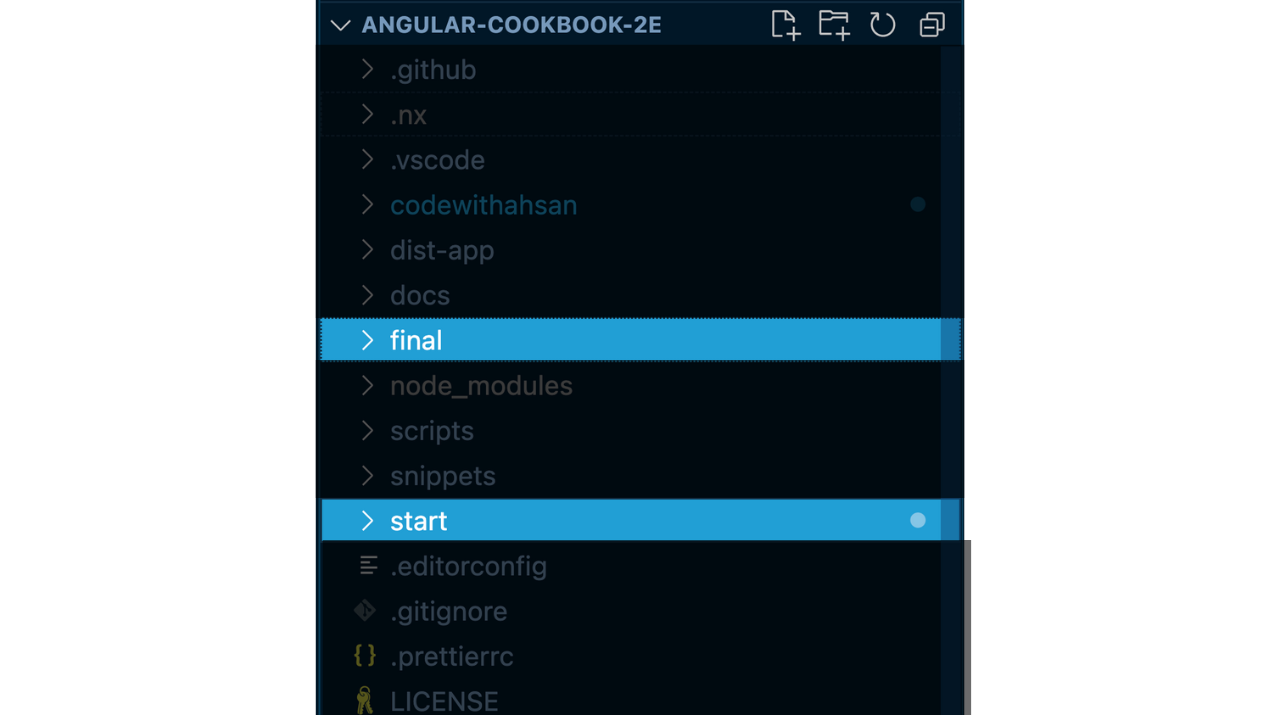 ANGULAR-COOKBOOK-2E
.github
.nx
.vscode
codewithahsan
dist-app
docs
final
node_modules
scripts
snippets
start
.editorconfig
.gitignore
.prettierrc
LICENSE